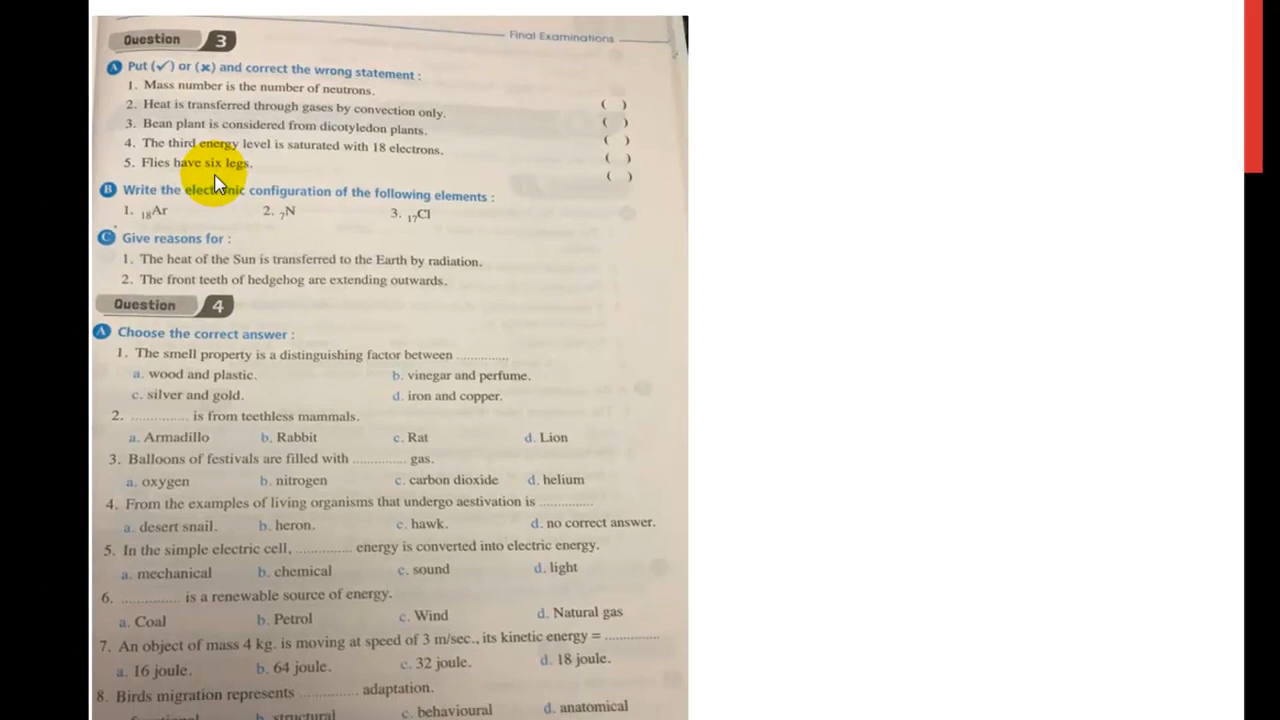 Final Examinations
Question 3
A Put (✓) or (×) and correct the wrong statement :
1. Mass number is the number of neutrons. ( )
2. Heat is transferred through gases by convection only. ( )
3. Bean plant is considered from dicotyledon plants. ( )
4. The third energy level is saturated with 18 electrons. ( )
5. Flies have six legs. ( )
B Write the electronic configuration of the following elements :
1. ₁₈Ar 2. ₇N 3. ₁₇Cl
C Give reasons for :
1. The heat of the Sun is transferred to the Earth by radiation.
2. The front teeth of hedgehog are extending outwards.
Question 4
A Choose the correct answer :
1. The smell property is a distinguishing factor between ..............
a. wood and plastic. b. vinegar and perfume.
c. silver and gold. d. iron and copper.
2. ............... is from teethless mammals.
a. Armadillo b. Rabbit c. Rat d. Lion
3. Balloons of festivals are filled with .............. gas.
a. oxygen b. nitrogen c. carbon dioxide d. helium
4. From the examples of living organisms that undergo aestivation is ..............
a. desert snail. b. heron. c. hawk. d. no correct answer.
5. In the simple electric cell, .............. energy is converted into electric energy.
a. mechanical b. chemical c. sound d. light
6. ............... is a renewable source of energy.
a. Coal b. Petrol c. Wind d. Natural gas
7. An object of mass 4 kg. is moving at speed of 3 m/sec., its kinetic energy = ..............
a. 16 joule. b. 64 joule. c. 32 joule. d. 18 joule.
8. Birds migration represents ............... adaptation.
b. structural c. behavioural d. anatomical